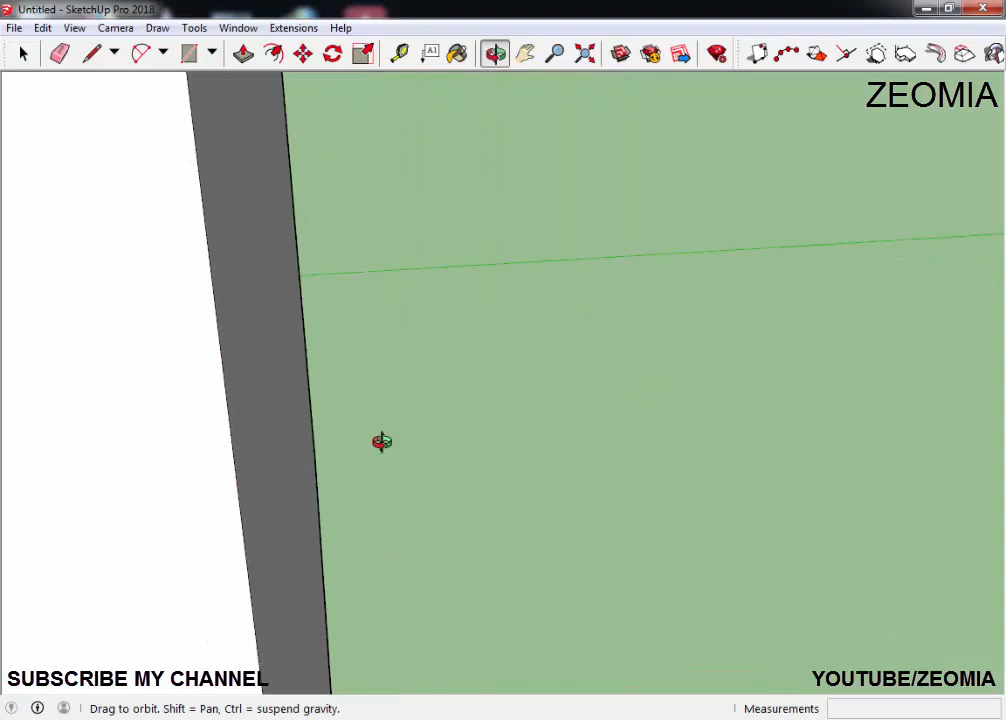 Untitled - SketchUp Pro 2018
File Edit View Camera Draw Tools Window Extensions Help
A1
ZEOMIA
SUBSCRIBE MY CHANNEL
YOUTUBE/ZEOMIA
Drag to orbit. Shift = Pan, Ctrl = suspend gravity.
Measurements